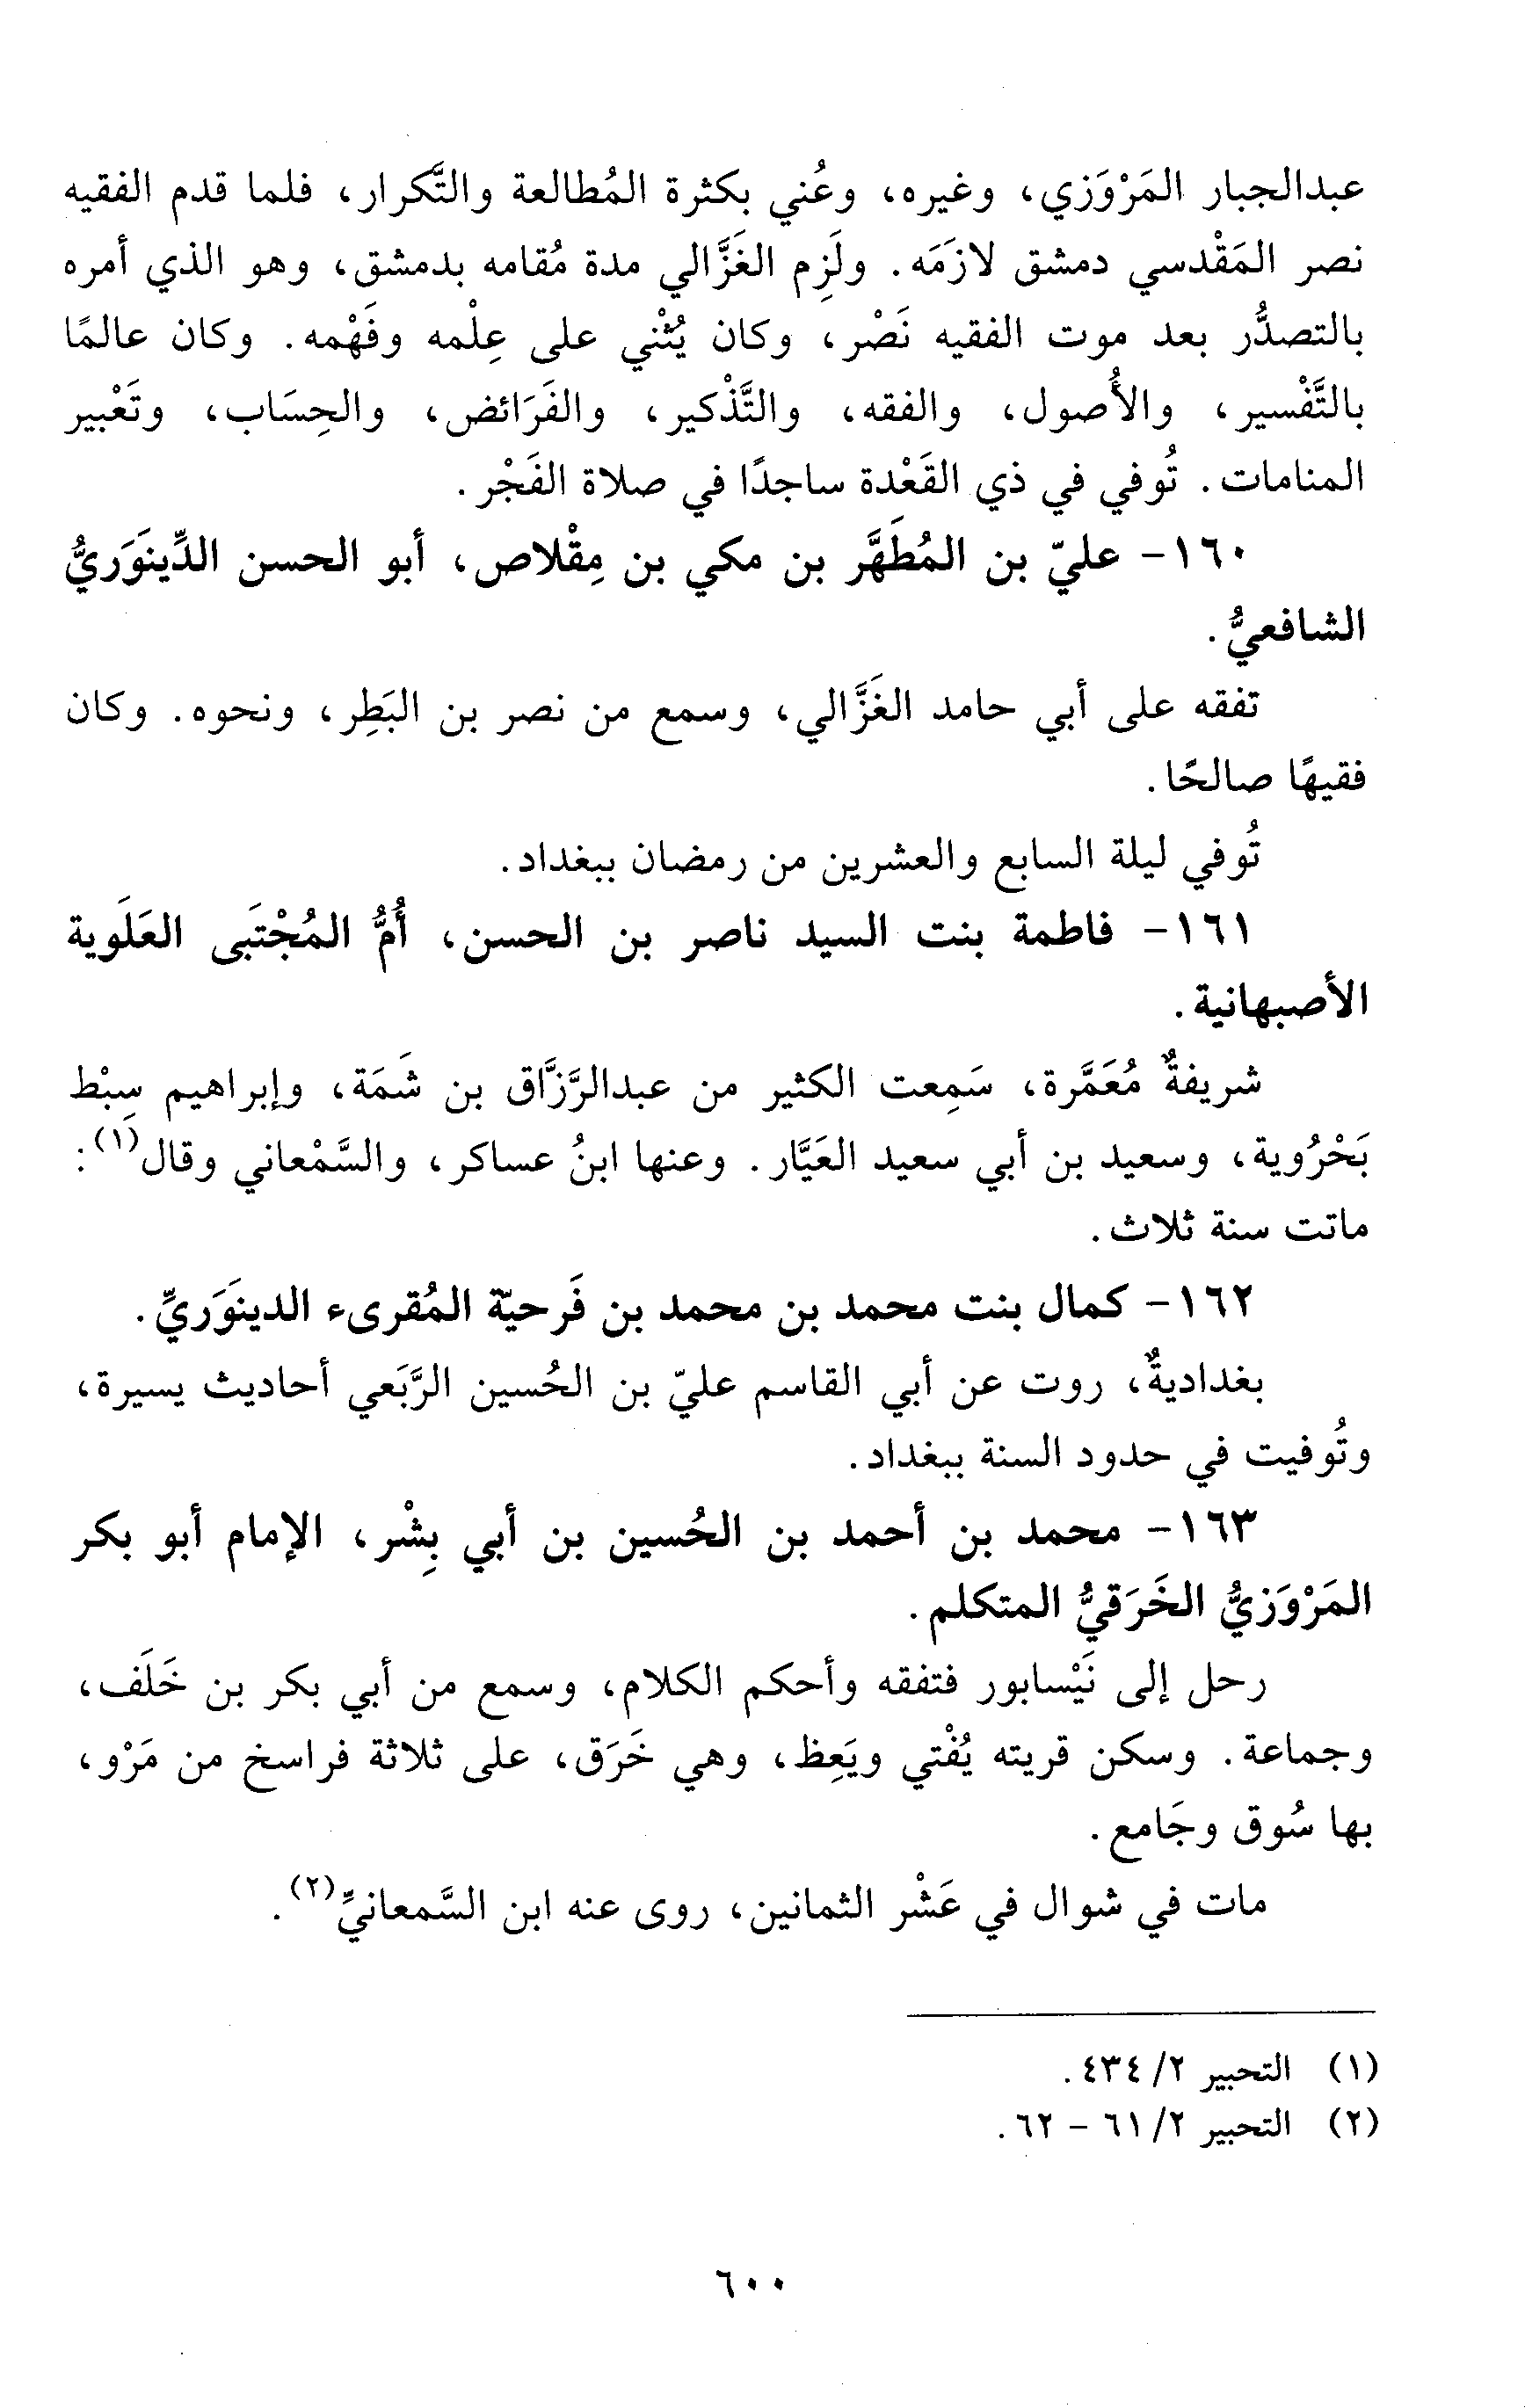 عبدالجبار المَرْوَزي، وغيره، وعُني بكثرة المُطالعة والتَّكرار، فلما قدم الفقيه
نصر المَقْدسي دمشق لازَمَه. ولَزِم الغَزَّالي مدة مُقامه بدمشق، وهو الذي أمره
بالتصدُّر بعد موت الفقيه نَصْر، وكان يُثْني على عِلْمه وفَهْمه. وكان عالمًا
بالتَّفْسير، والأُصول، والفقه، والتَّذْكير، والفَرَائض، والحِسَاب، وتَعْبير
المنامات. تُوفي في ذي القَعْدة ساجدًا في صلاة الفَجْر.
١٦٠- عليّ بن المُطَهَّر بن مكي بن مِقْلاص، أبو الحسن الدِّينَوَريُّ
الشافعيُّ.
تفقه على أبي حامد الغَزَّالي، وسمع من نصر بن البَطِر، ونحوه. وكان
فقيهًا صالحًا.
تُوفي ليلة السابع والعشرين من رمضان ببغداد.
١٦١- فاطمة بنت السيد ناصر بن الحسن، أُمُّ المُجْتَبى العَلَوية
الأصبهانية.
شريفةٌ مُعَمَّرة، سَمِعت الكثير من عبدالرَّزَّاق بن شَمَة، وإبراهيم سِبْط
بَحْرُوية، وسعيد بن أبي سعيد العَيَّار. وعنها ابنُ عساكر، والسَّمْعاني وقال(١):
ماتت سنة ثلاث.
١٦٢- كمال بنت محمد بن محمد بن فَرحيّة المُقرىء الدينَوَريِّ.
بغداديةٌ، روت عن أبي القاسم عليّ بن الحُسين الرَّبَعي أحاديث يسيرة،
وتُوفيت في حدود السنة ببغداد.
١٦٣- محمد بن أحمد بن الحُسين بن أبي بِشْر، الإمام أبو بكر
المَرْوَزيُّ الخَرَقيُّ المتكلم.
رحل إلى نَيْسابور فتفقه وأحكم الكلام، وسمع من أبي بكر بن خَلَف،
وجماعة. وسكن قريته يُفْتي ويَعِظ، وهي خَرَق، على ثلاثة فراسخ من مَرْو،
بها سُوق وجَامع.
مات في شوال في عَشْر الثمانين، روى عنه ابن السَّمعانيِّ(٢).
(١) التحبير ٢/ ٤٣٤.
(٢) التحبير ٢/ ٦١ - ٦٢.
٦٠٠